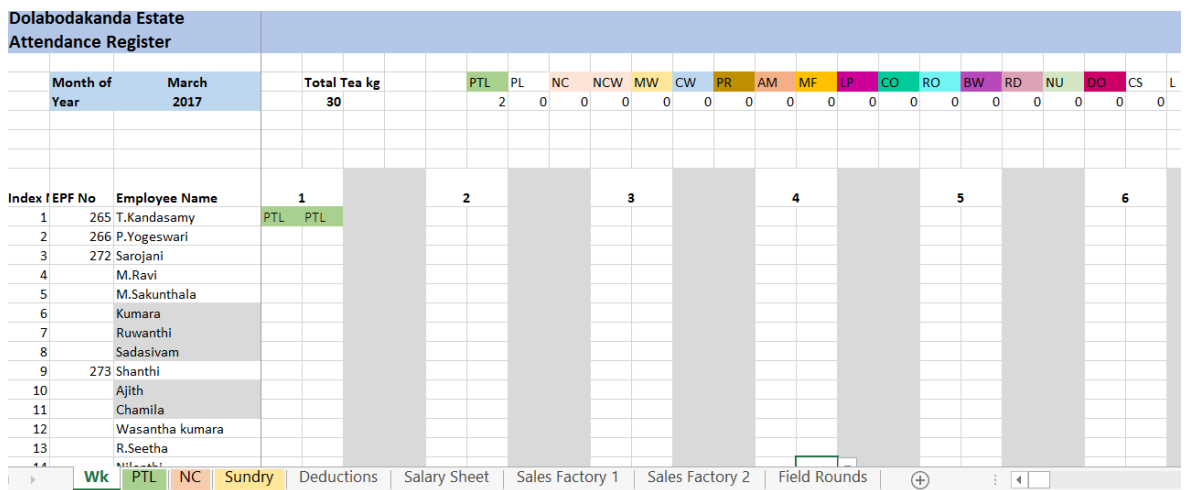 Dolabodakanda Estate
Attendance Register
Month of March Total Tea kg PTL PL NC NCW MW CW PR AM MF LP CO RO BW RD NU DO CS L
Year 2017 30 2 0 0 0 0 0 0 0 0 0 0 0 0 0 0 0 0
Index EPF No Employee Name 1 2 3 4 5 6
1 265 T.Kandasamy PTL PTL
2 266 P.Yogeswari
3 272 Sarojani
4 M.Ravi
5 M.Sakunthala
6 Kumara
7 Ruwanthi
8 Sadasivam
9 273 Shanthi
10 Ajith
11 Chamila
12 Wasantha kumara
13 R.Seetha
14
Wk PTL NC Sundry Deductions Salary Sheet Sales Factory 1 Sales Factory 2 Field Rounds